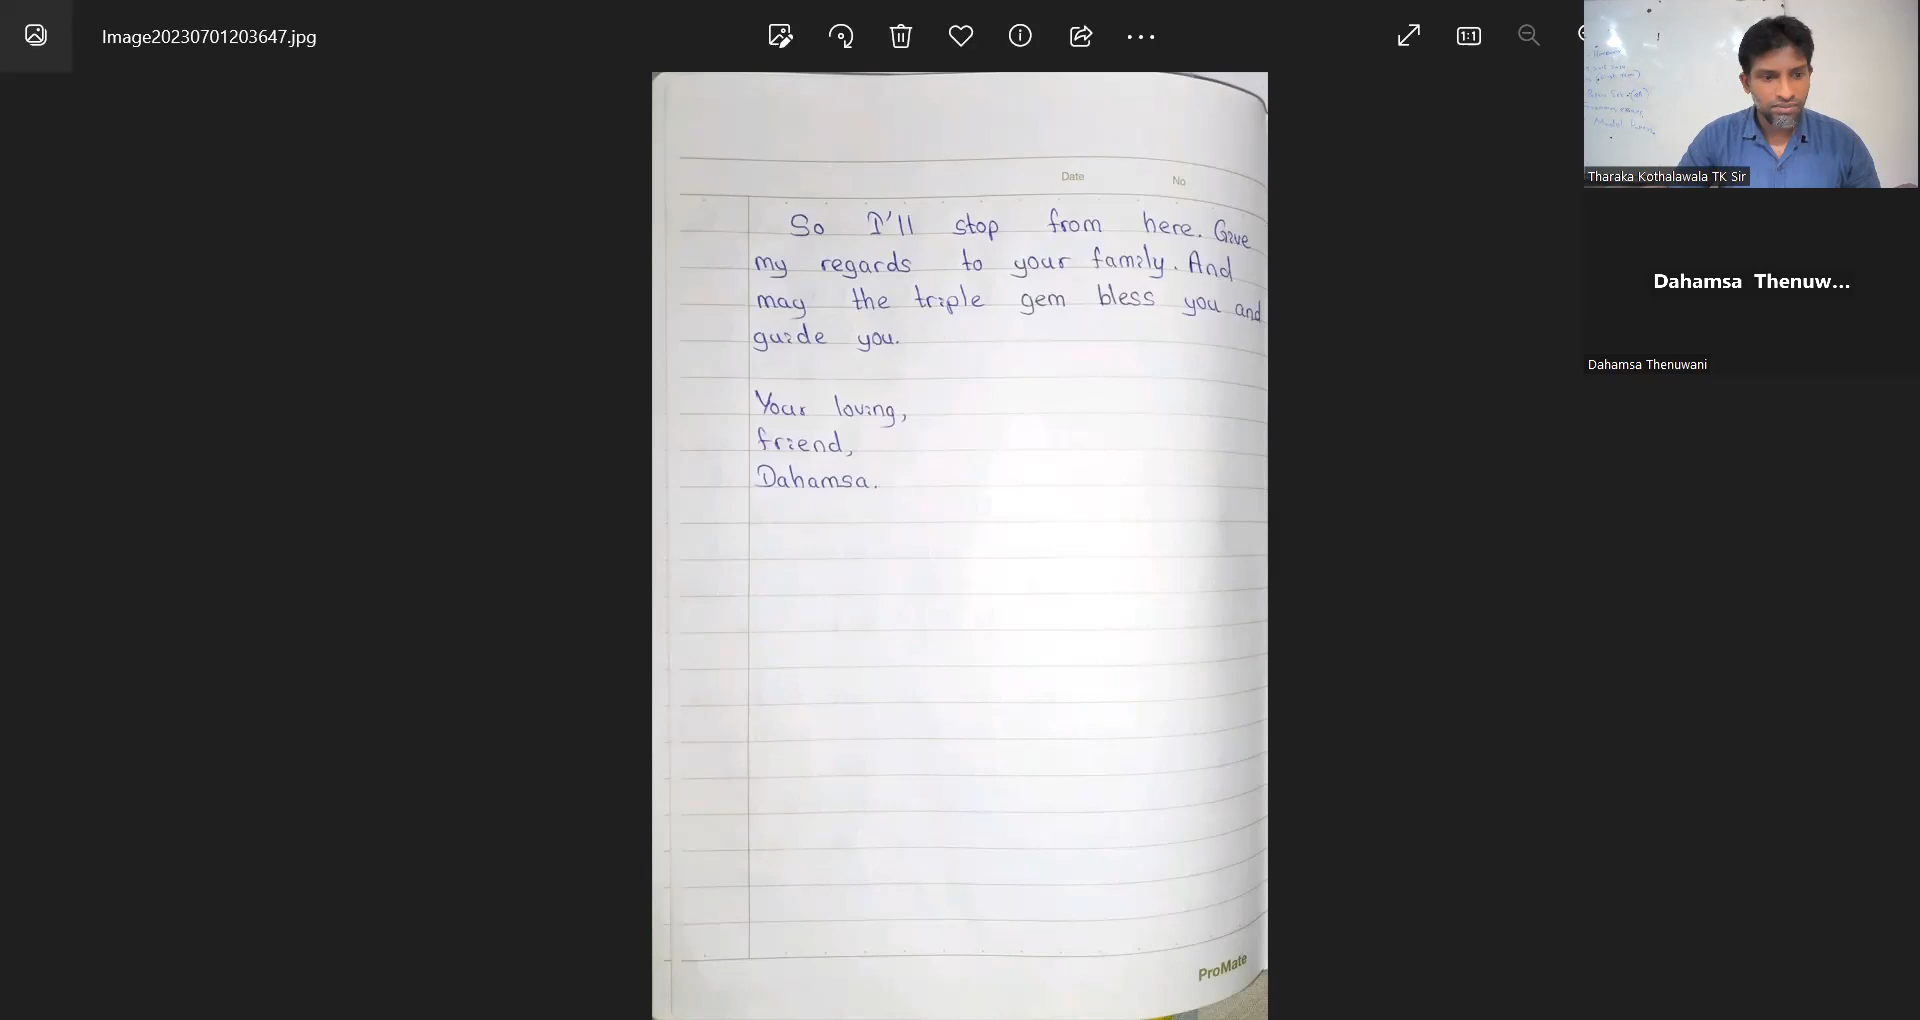 Image20230701203647.jpg
Date No
So I'll stop from here. Give
my regards to your family. And
may the triple gem bless you and
guide you.
Your loving,
friend,
Dahamsa.
ProMate
Tharaka Kothalawala TK Sir
Dahamsa Thenuw...
Dahamsa Thenuwani
1:1